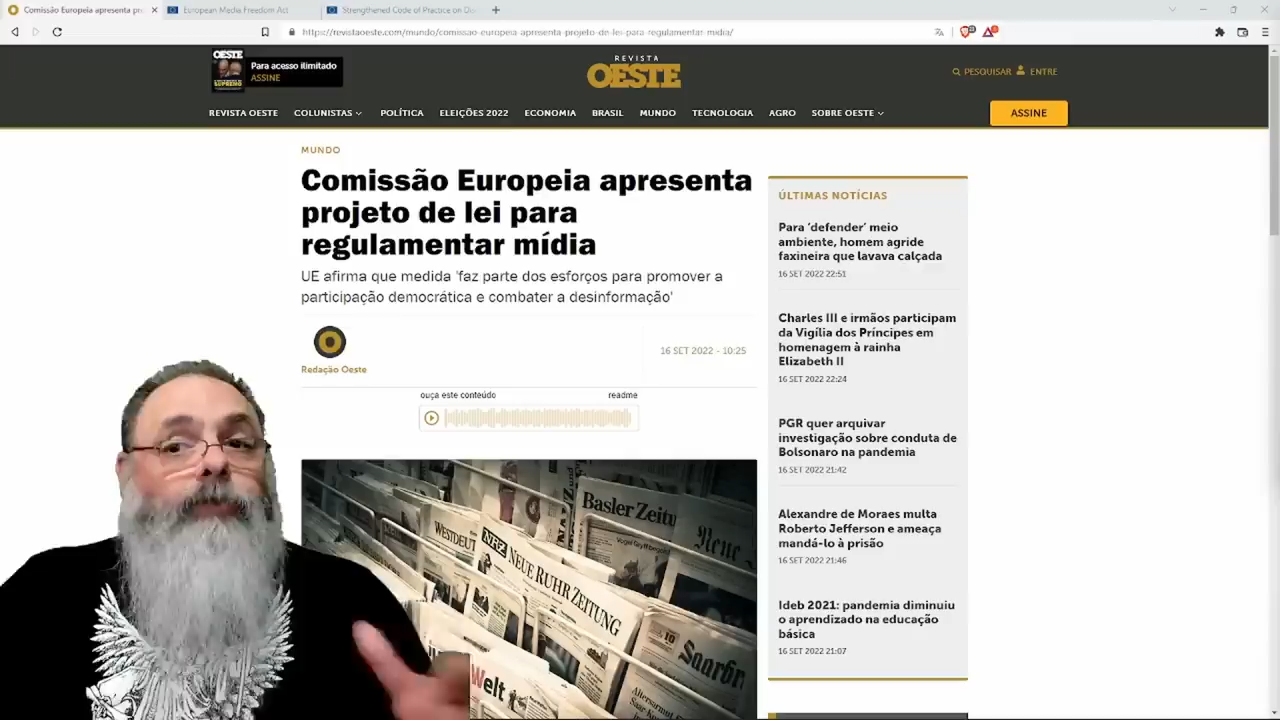 Comissão Europeia apresenta pr
European Media Freedom Act
Strengthened Code of Practice on Dis
https://revistaoeste.com/mundo/comissao-europeia-apresenta-projeto-de-lei-para-regulamentar-midia/
OESTE
Para acesso ilimitado
ASSINE
REVISTA
OESTE
PESQUISAR
ENTRE
REVISTA OESTE COLUNISTAS POLÍTICA ELEIÇÕES 2022 ECONOMIA BRASIL MUNDO TECNOLOGIA AGRO SOBRE OESTE
ASSINE
MUNDO
Comissão Europeia apresenta
projeto de lei para
regulamentar mídia
UE afirma que medida 'faz parte dos esforços para promover a
participação democrática e combater a desinformação'
Redação Oeste
16 SET 2022 - 10:25
ouça este conteúdo
readme
Basler Zeitu
WESTDEUT
NRZ
NEUE RUHR ZEITUNG
Neue
Saarbr
Welt
ÚLTIMAS NOTÍCIAS
Para 'defender' meio
ambiente, homem agride
faxineira que lavava calçada
16 SET 2022 22:51
Charles III e irmãos participam
da Vigília dos Príncipes em
homenagem à rainha
Elizabeth II
16 SET 2022 22:24
PGR quer arquivar
investigação sobre conduta de
Bolsonaro na pandemia
16 SET 2022 21:42
Alexandre de Moraes multa
Roberto Jefferson e ameaça
mandá-lo à prisão
16 SET 2022 21:46
Ideb 2021: pandemia diminuiu
o aprendizado na educação
básica
16 SET 2022 21:07